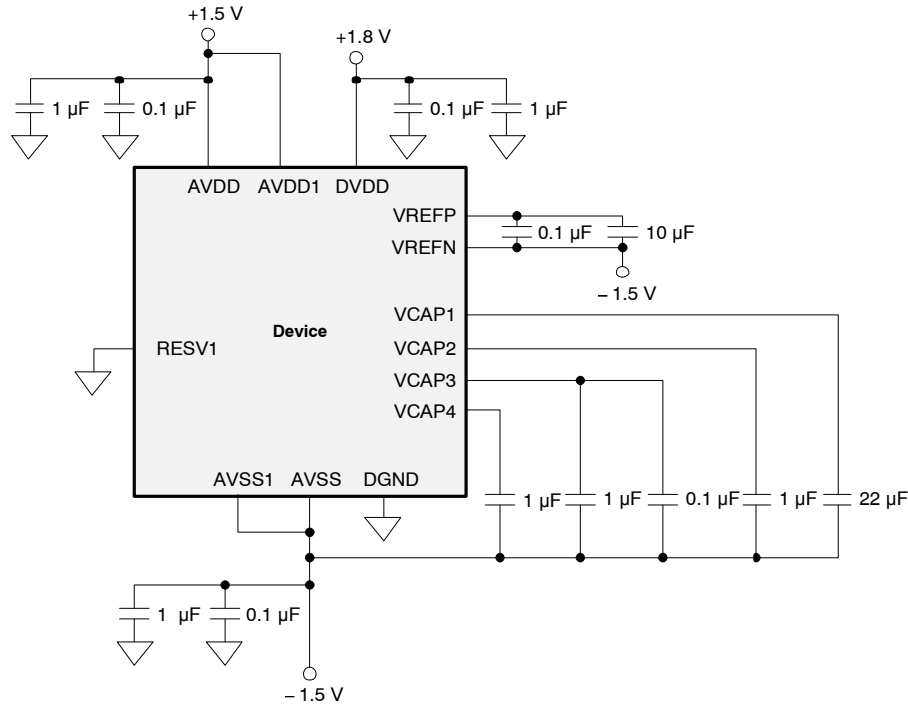 +1.5 V
+1.8 V
1 µF
0.1 µF
0.1 µF
1 µF
AVDD
AVDD1
DVDD
VREFP
VREFN
0.1 µF
10 µF
– 1.5 V
VCAP1
Device
RESV1
VCAP2
VCAP3
VCAP4
AVSS1
AVSS
DGND
1 µF
1 µF
0.1 µF
1 µF
22 µF
1 µF
0.1 µF
– 1.5 V